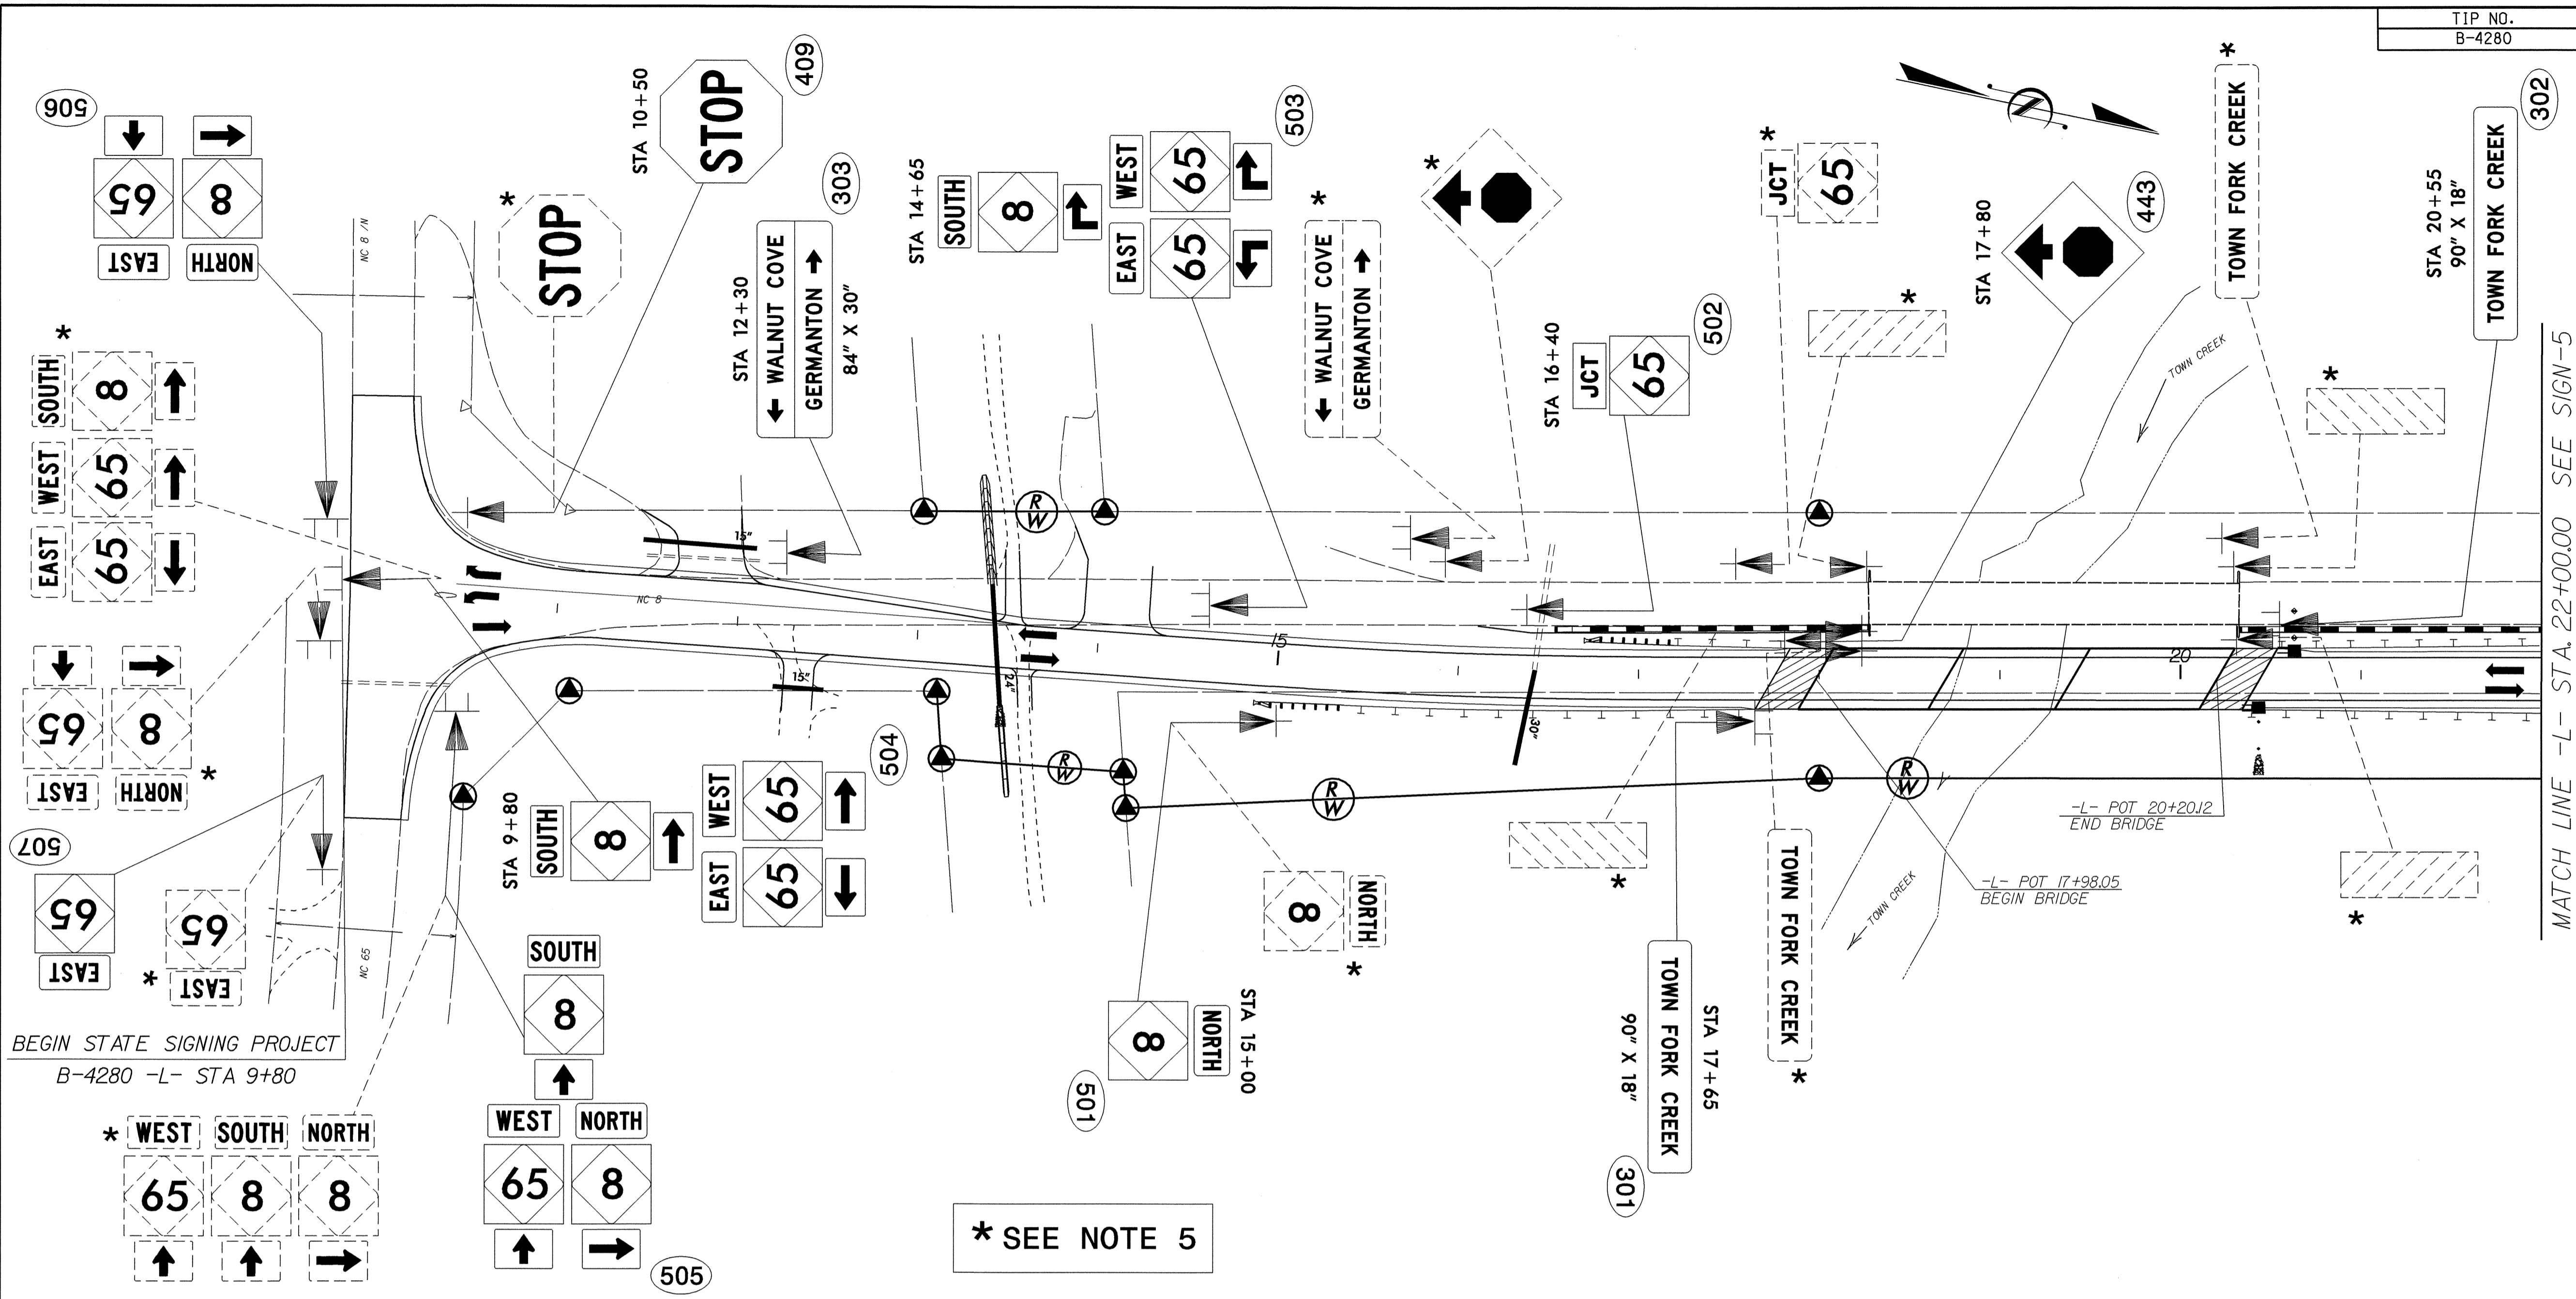 TIP NO.
B-4280
506
65
EAST
8
NORTH
NC 8 /N
*
STOP
STA 10+50
STOP
409
STA 12+30
← WALNUT COVE
GERMANTON →
84" X 30"
303
STA 14+65
SOUTH
8
WEST
65
EAST
65
503
*
← WALNUT COVE
GERMANTON →
*
STA 16+40
JCT
65
502
*
JCT
65
*
STA 17+80
443
*
TOWN FORK CREEK
STA 20+55
90" X 18"
TOWN FORK CREEK
302
TOWN CREEK
*
MATCH LINE -L- STA. 22+00.00 SEE SIGN-5
*
SOUTH
8
WEST
65
EAST
65
15"
R
W
NC 8
15
20
15"
24"
30"
65
EAST
8
NORTH
*
507
65
EAST
65
EAST
*
NC 65
STA 9+80
SOUTH
8
WEST
65
EAST
65
504
R
W
R
W
R
W
-L- POT 20+20.12
END BRIDGE
-L- POT 17+98.05
BEGIN BRIDGE
TOWN CREEK
*
*
8
NORTH
*
TOWN FORK CREEK
*
BEGIN STATE SIGNING PROJECT
B-4280 -L- STA 9+80
SOUTH
8
WEST
65
NORTH
8
505
8
NORTH
STA 15+00
501
STA 17+65
TOWN FORK CREEK
90" X 18"
301
* WEST SOUTH NORTH
65 8 8
* SEE NOTE 5